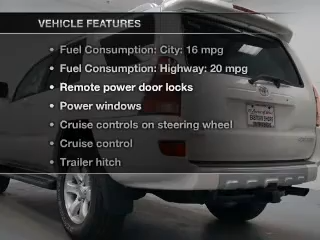 VEHICLE FEATURES
• Fuel Consumption: City: 16 mpg
• Fuel Consumption: Highway: 20 mpg
• Remote power door locks
• Power windows
• Cruise controls on steering wheel
• Cruise control
• Trailer hitch